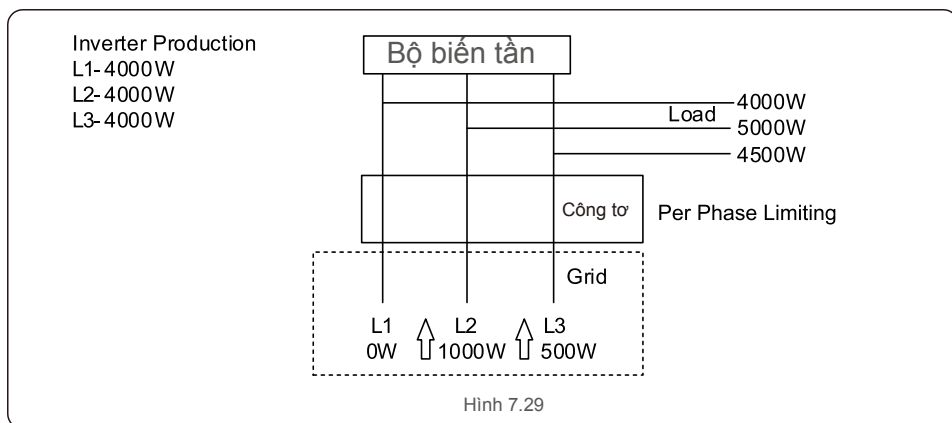 Inverter Production
L1-4000W
L2-4000W
L3-4000W
Bộ biến tần
Load
4000W
5000W
4500W
Công tơ
Per Phase Limiting
Grid
L1 L2 L3
0W 1000W 500W
Hình 7.29